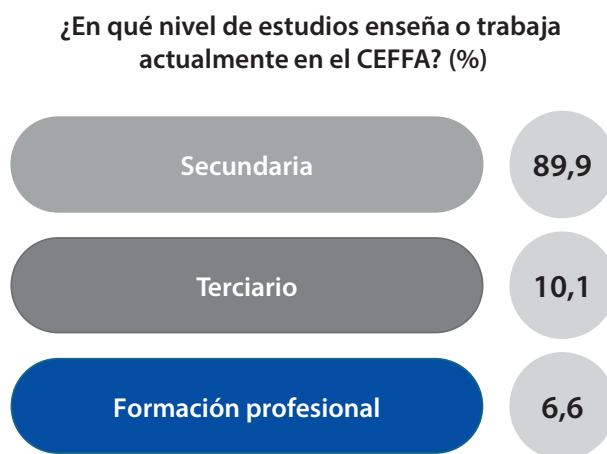 ¿En qué nivel de estudios enseña o trabaja
actualmente en el CEFFA? (%)
Secundaria 89,9
Terciario 10,1
Formación profesional 6,6